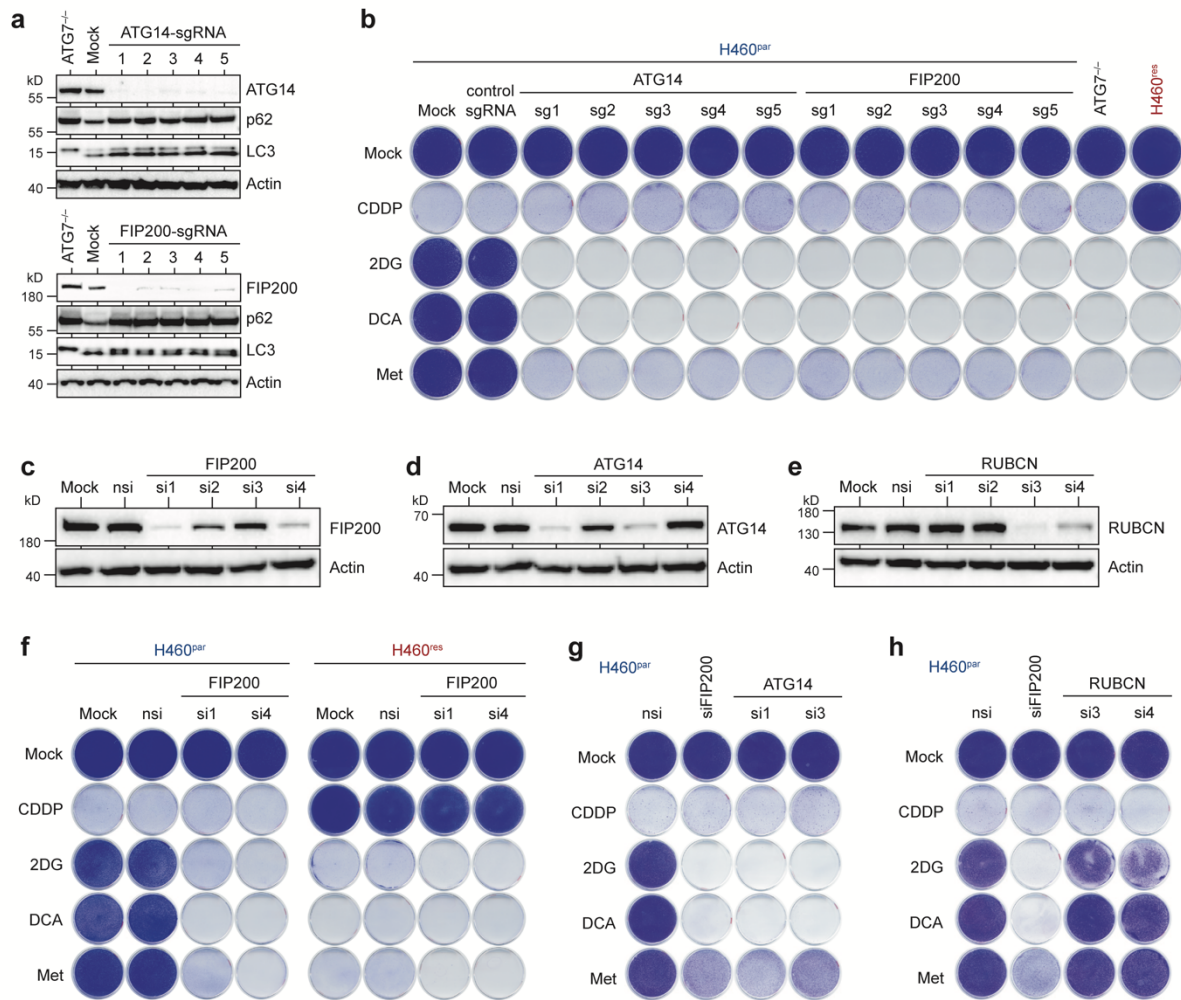 a
ATG7–/–
Mock
ATG14-sgRNA
1 2 3 4 5
kD
55
ATG14
55
p62
15
LC3
40
Actin
ATG7–/–
Mock
FIP200-sgRNA
1 2 3 4 5
kD
180
FIP200
55
p62
15
LC3
40
Actin
b
H460par
ATG7–/–
H460res
control
ATG14 FIP200
Mock sgRNA sg1 sg2 sg3 sg4 sg5 sg1 sg2 sg3 sg4 sg5
Mock
CDDP
2DG
DCA
Met
c
FIP200
Mock nsi si1 si2 si3 si4
kD
180
FIP200
40
Actin
d
ATG14
Mock nsi si1 si2 si3 si4
kD
70
ATG14
40
Actin
e
RUBCN
Mock nsi si1 si2 si3 si4
kD
180
130
RUBCN
40
Actin
f
H460par H460res
FIP200 FIP200
Mock nsi si1 si4 Mock nsi si1 si4
Mock
CDDP
2DG
DCA
Met
g
H460par
siFIP200
ATG14
nsi si1 si3
Mock
CDDP
2DG
DCA
Met
h
H460par
siFIP200
RUBCN
nsi si3 si4
Mock
CDDP
2DG
DCA
Met